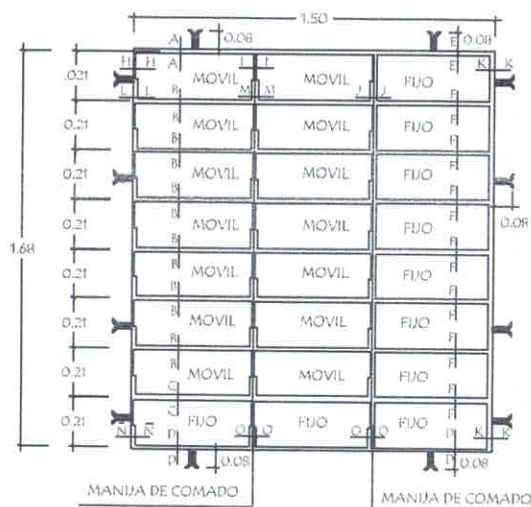 1.50
A 0.08 E 0.08
H H A I I E K K
.021 MOVIL MOVIL FIJO
L L B M M J J F
0.21 B MOVIL MOVIL FIJO F
0.21 B MOVIL MOVIL FIJO F
0.08
0.21 B MOVIL MOVIL FIJO F
1.68
0.21 B MOVIL MOVIL FIJO F
0.21 B MOVIL MOVIL FIJO F
0.21 B MOVIL MOVIL FIJO F
C
0.21 C FIJO FIJO FIJO F
Ñ Ñ D O O O O D K K
D 0.08 D 0.08
MANIJA DE COMADO MANIJA DE COMADO